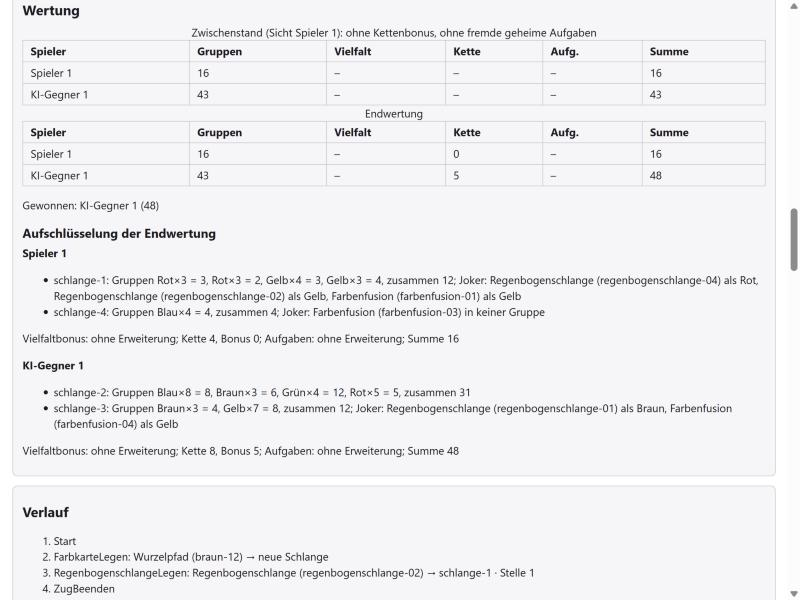 Wertung
Zwischenstand (Sicht Spieler 1): ohne Kettenbonus, ohne fremde geheime Aufgaben
Spieler Gruppen Vielfalt Kette Aufg. Summe
Spieler 1 16 – – – 16
KI-Gegner 1 43 – – – 43
Endwertung
Spieler Gruppen Vielfalt Kette Aufg. Summe
Spieler 1 16 – 0 – 16
KI-Gegner 1 43 – 5 – 48
Gewonnen: KI-Gegner 1 (48)
Aufschlüsselung der Endwertung
Spieler 1
• schlange-1: Gruppen Rot×3 = 3, Rot×3 = 2, Gelb×4 = 3, Gelb×3 = 4, zusammen 12; Joker: Regenbogenschlange (regenbogenschlange-04) als Rot,
Regenbogenschlange (regenbogenschlange-02) als Gelb, Farbenfusion (farbenfusion-01) als Gelb
• schlange-4: Gruppen Blau×4 = 4, zusammen 4; Joker: Farbenfusion (farbenfusion-03) in keiner Gruppe
Vielfaltbonus: ohne Erweiterung; Kette 4, Bonus 0; Aufgaben: ohne Erweiterung; Summe 16
KI-Gegner 1
• schlange-2: Gruppen Blau×8 = 8, Braun×3 = 6, Grün×4 = 12, Rot×5 = 5, zusammen 31
• schlange-3: Gruppen Braun×3 = 4, Gelb×7 = 8, zusammen 12; Joker: Regenbogenschlange (regenbogenschlange-01) als Braun, Farbenfusion
(farbenfusion-04) als Gelb
Vielfaltbonus: ohne Erweiterung; Kette 8, Bonus 5; Aufgaben: ohne Erweiterung; Summe 48
Verlauf
1. Start
2. FarbkarteLegen: Wurzelpfad (braun-12) → neue Schlange
3. RegenbogenschlangeLegen: Regenbogenschlange (regenbogenschlange-02) → schlange-1 · Stelle 1
4. ZugBeenden